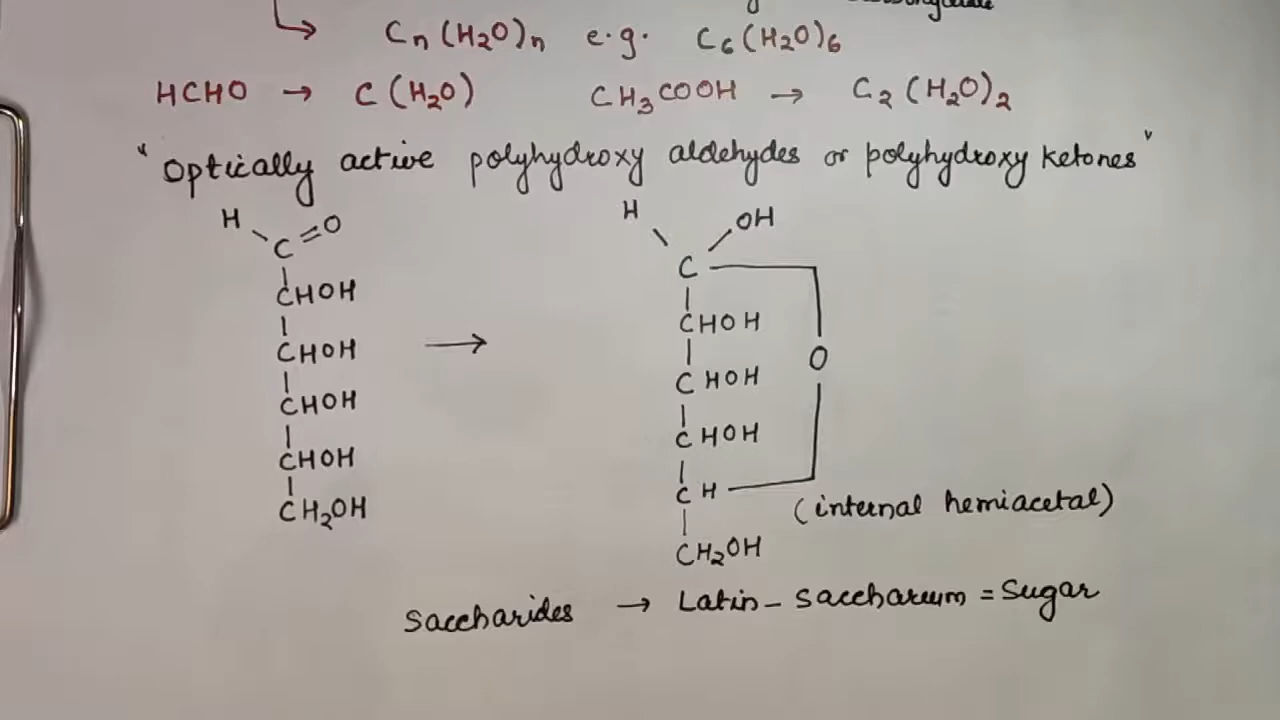 Cn (H2O)n e.g. C6(H2O)6
HCHO → C (H2O) CH3COOH → C2 (H2O)2
"Optically active polyhydroxy aldehydes or polyhydroxy ketones"
H C=O
CHOH
CHOH
CHOH
CHOH
CH2OH
→
H OH
C
CHOH
CHOH
O
CHOH
CH
CH2OH
(internal hemiacetal)
Saccharides → Latin - saccharum = Sugar